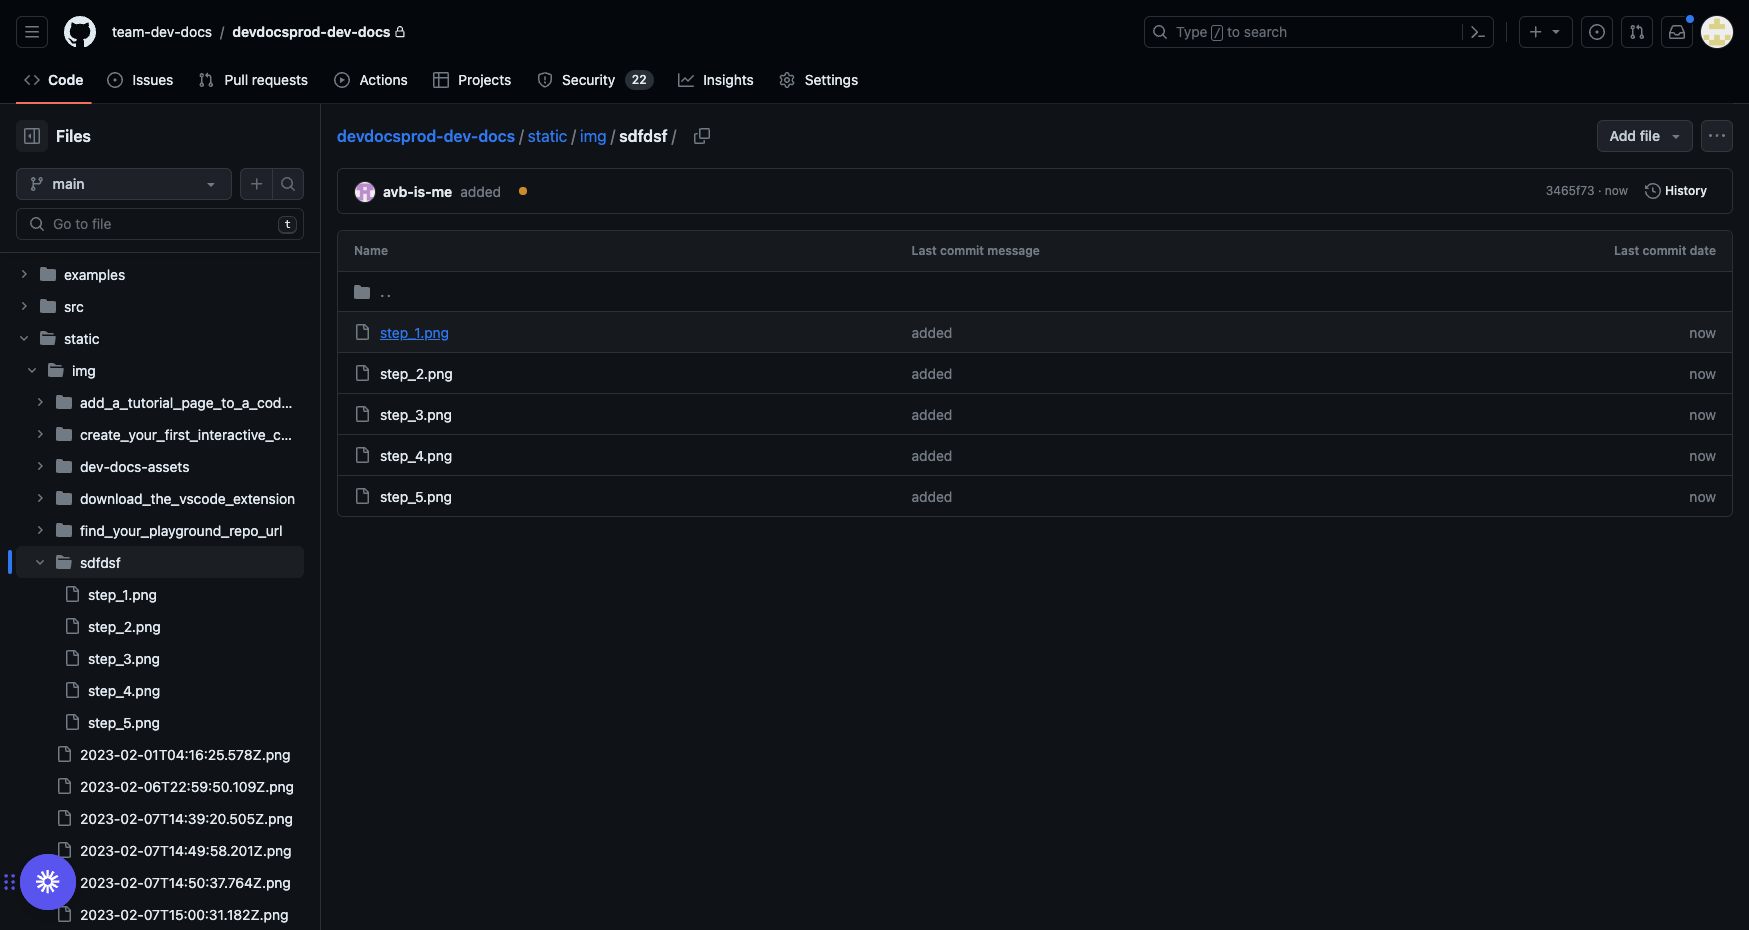 team-dev-docs / devdocsprod-dev-docs
Type / to search
Code
Issues
Pull requests
Actions
Projects
Security 22
Insights
Settings
Files
main
Go to file
t
examples
src
static
img
add_a_tutorial_page_to_a_cod...
create_your_first_interactive_c...
dev-docs-assets
download_the_vscode_extension
find_your_playground_repo_url
sdfdsf
step_1.png
step_2.png
step_3.png
step_4.png
step_5.png
2023-02-01T04:16:25.578Z.png
2023-02-06T22:59:50.109Z.png
2023-02-07T14:39:20.505Z.png
2023-02-07T14:49:58.201Z.png
2023-02-07T14:50:37.764Z.png
2023-02-07T15:00:31.182Z.png
devdocsprod-dev-docs / static / img / sdfdsf /
Add file
avb-is-me added
3465f73 · now
History
Name Last commit message Last commit date
..
step_1.png added now
step_2.png added now
step_3.png added now
step_4.png added now
step_5.png added now